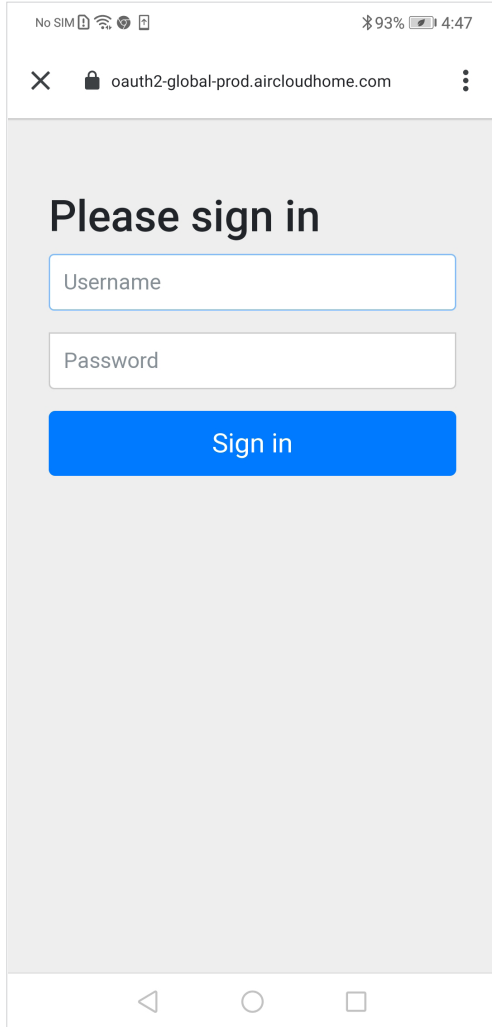 No SIM 93% 4:47
oauth2-global-prod.aircloudhome.com
Please sign in
Username
Password
Sign in